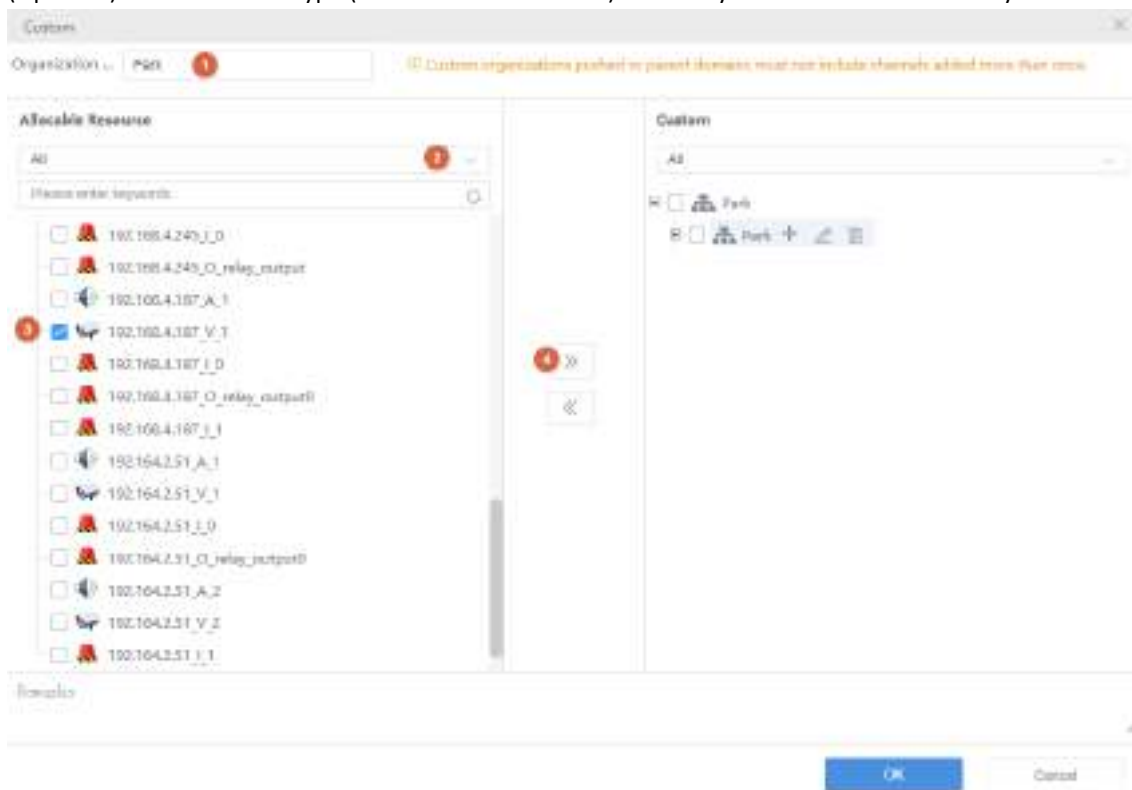 Custom
Organization ... Park 1
Custom organizations pushed to parent domains must not include channels added more than once.
Allocable Resource
Custom
All 2
All
Please enter keywords.
Park
Park
192.168.4.245_I_0
192.168.4.245_O_relay_output
192.168.4.187_A_1
3 192.168.4.187_V_1
192.168.4.187_I_0
4
192.168.4.187_O_relay_output0
192.168.4.187_I_1
192.164.2.51_A_1
192.164.2.51_V_1
192.164.2.51_I_0
192.164.2.51_O_relay_output0
192.164.2.51_A_2
192.164.2.51_V_2
192.164.2.51_I_1
Remarks
OK
Cancel